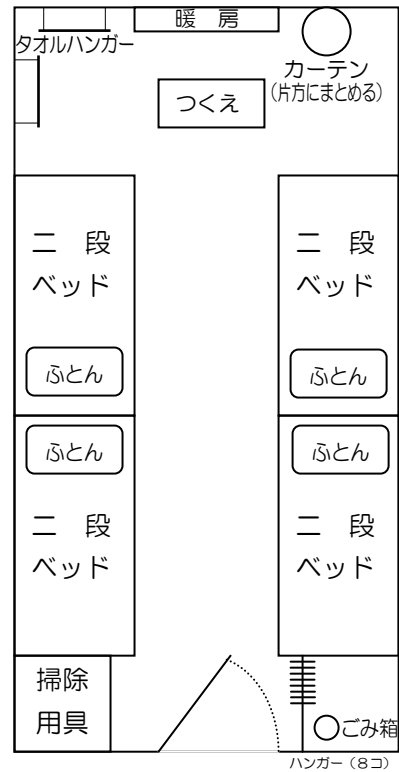 暖 房
タオルハンガー
カーテン
(片方にまとめる)
つくえ
二 段
ベッド
二 段
ベッド
ふとん
ふとん
ふとん
ふとん
二 段
ベッド
二 段
ベッド
掃除
用具
ごみ箱
ハンガー（8コ）